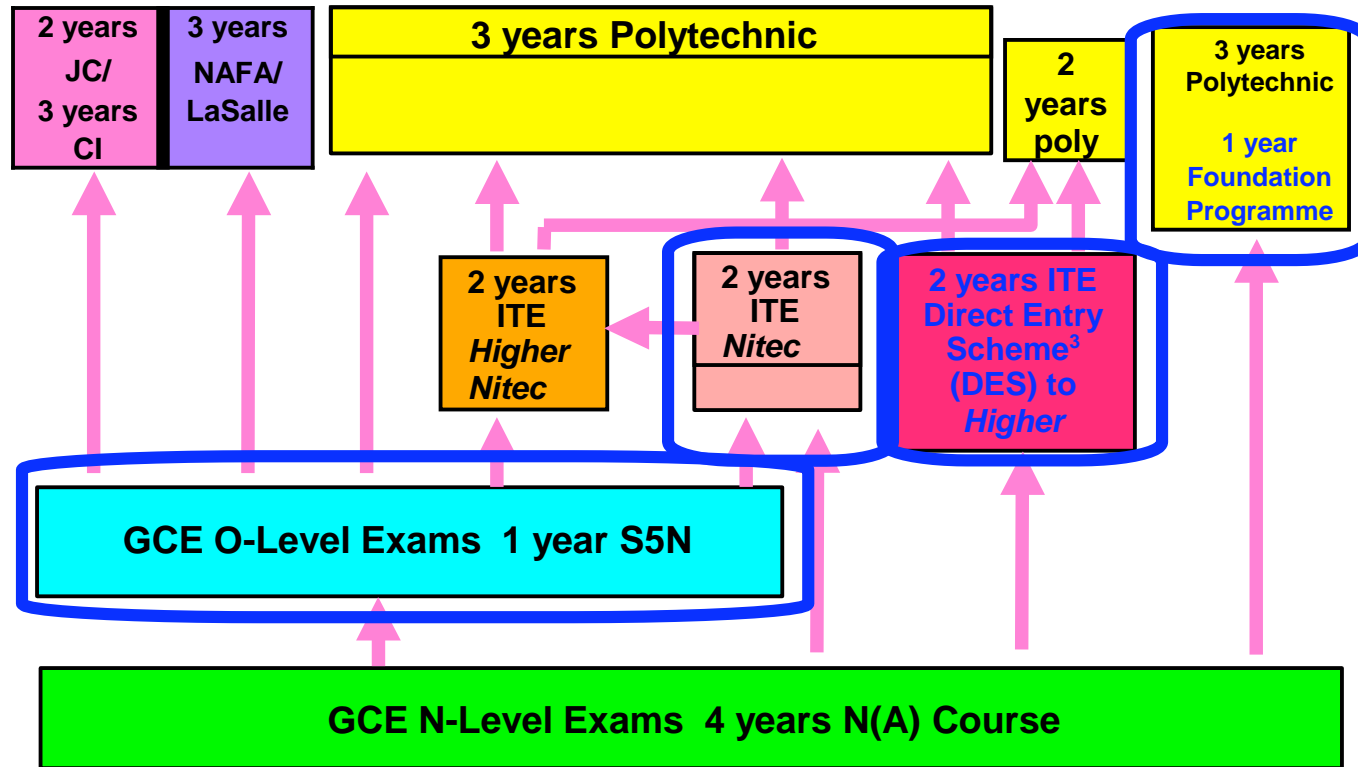 2 years
JC/
3 years
CI
3 years
NAFA/
LaSalle
3 years Polytechnic
2
years
poly
3 years
Polytechnic
1 year
Foundation
Programme
2 years
ITE
Higher
Nitec
2 years
ITE
Nitec
2 years ITE
Direct Entry
Scheme³
(DES) to
Higher
GCE O-Level Exams 1 year S5N
GCE N-Level Exams 4 years N(A) Course